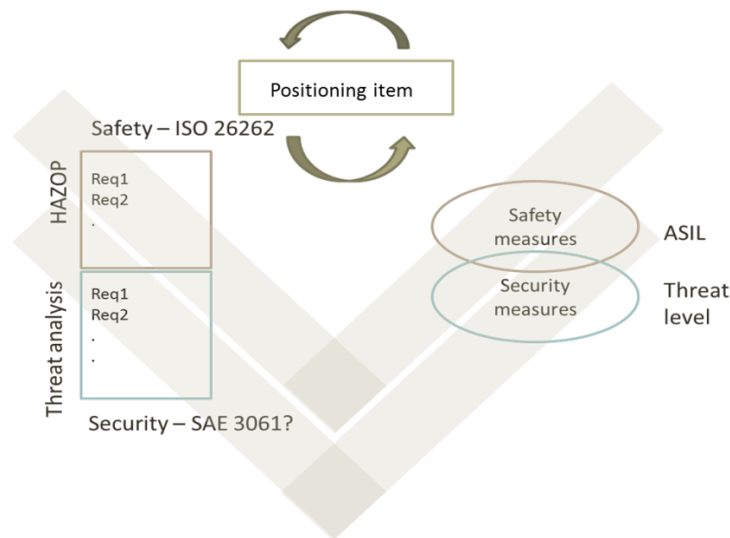 Positioning item
Safety – ISO 26262
HAZOP
Req1
Req2
.
Threat analysis
Req1
Req2
.
.
Security – SAE 3061?
Safety
measures
ASIL
Security
measures
Threat
level